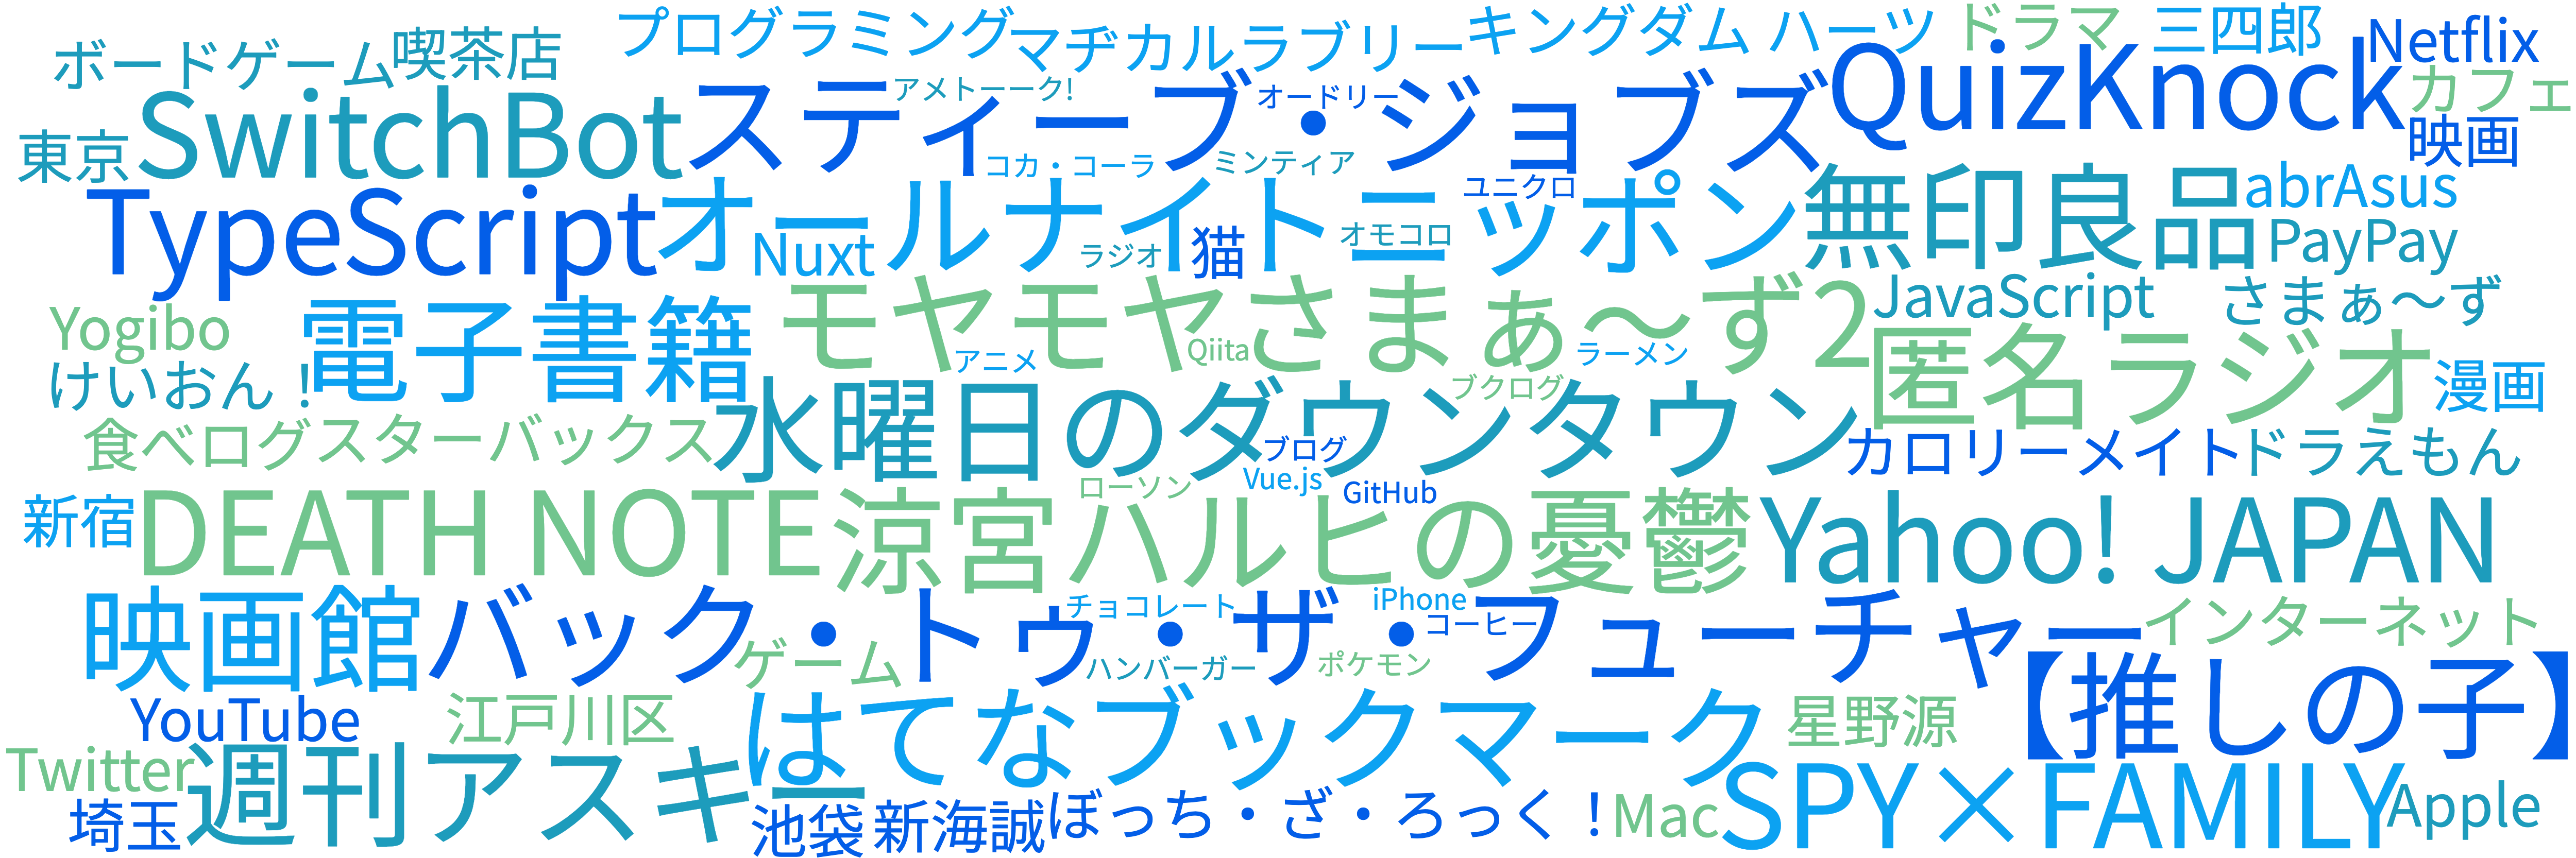 プログラミング
マヂカルラブリー
キングダム ハーツ
ドラマ
三四郎
Netflix
ボードゲーム
喫茶店
アメトーーク!
オードリー
QuizKnock
カフェ
東京
SwitchBot
スティーブ・ジョブズ
映画
コカ・コーラ
ミンティア
ユニクロ
TypeScript
オールナイトニッポン
無印良品
abrAsus
Nuxt
ラジオ
猫
オモコロ
PayPay
Yogibo
電子書籍
モヤモヤさまぁ～ず2
JavaScript
さまぁ～ず
けいおん！
アニメ
Qiita
ラーメン
匿名ラジオ
漫画
ブクログ
食べログ
スターバックス
水曜日のダウンタウン
ブログ
カロリーメイト
ドラえもん
ローソン
Vue.js
GitHub
新宿
DEATH NOTE
涼宮ハルヒの憂鬱
Yahoo! JAPAN
映画館
バック・トゥ・ザ・フューチャー
チョコレート
iPhone
コーヒー
インターネット
ゲーム
ハンバーガー
ポケモン
【推しの子】
YouTube
江戸川区
はてなブックマーク
星野源
Twitter
週刊アスキー
SPY×FAMILY
埼玉
池袋
新海誠
ぼっち・ざ・ろっく！
Mac
Apple